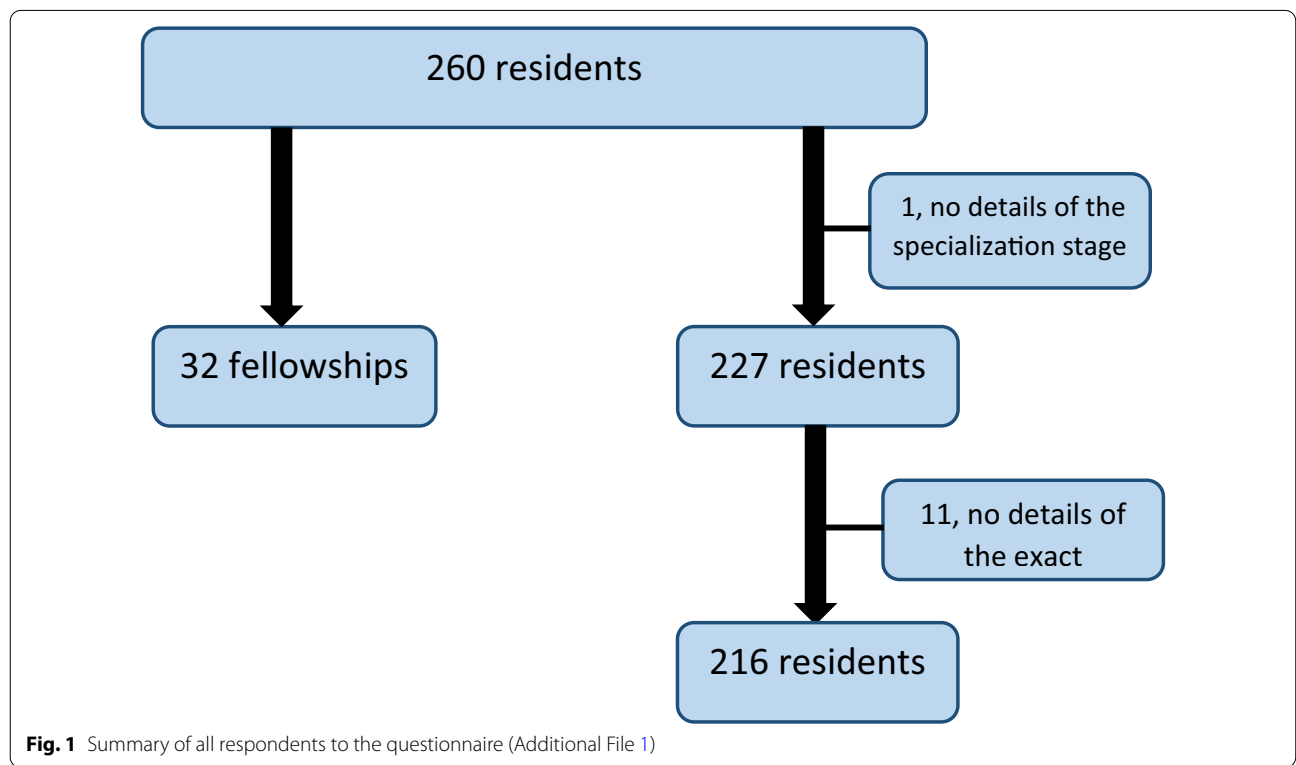 260 residents
1, no details of the
specialization stage
32 fellowships
227 residents
11, no details of
the exact
216 residents
Fig. 1 Summary of all respondents to the questionnaire (Additional File 1)